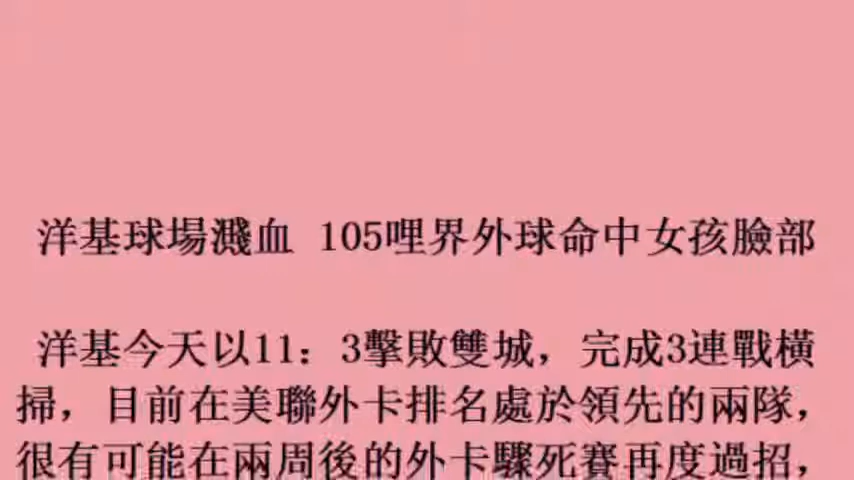 洋基球場濺血 105哩界外球命中女孩臉部
洋基今天以11：3擊敗雙城，完成3連戰橫
掃，目前在美聯外卡排名處於領先的兩隊，
很有可能在兩周後的外卡驟死賽再度過招，